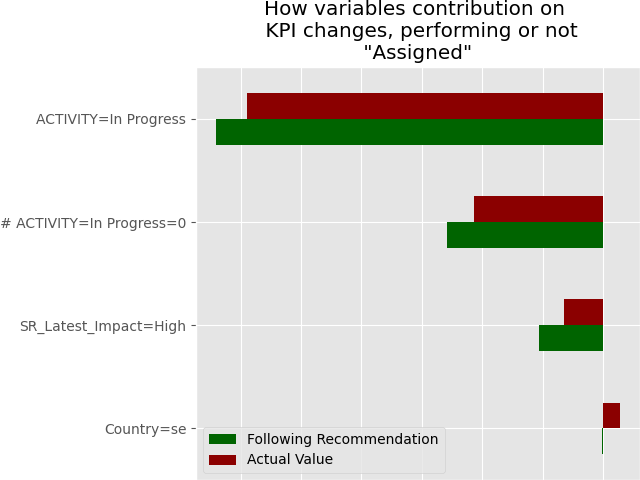 How variables contribution on
KPI changes, performing or not
"Assigned"
ACTIVITY=In Progress
# ACTIVITY=In Progress=0
SR_Latest_Impact=High
Country=se
Following Recommendation
Actual Value